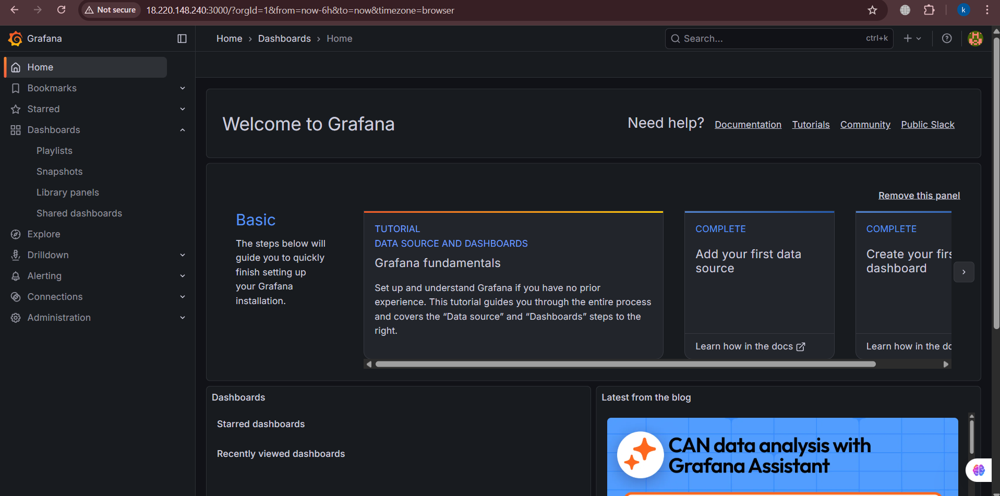 Not secure
18.220.148.240:3000/?orgId=1&from=now-6h&to=now&timezone=browser
k
Grafana
Home › Dashboards › Home
Search...
ctrl+k
Home
Bookmarks
Starred
Dashboards
Playlists
Snapshots
Library panels
Shared dashboards
Explore
Drilldown
Alerting
Connections
Administration
Welcome to Grafana
Need help?
Documentation
Tutorials
Community
Public Slack
Remove this panel
Basic
The steps below will
guide you to quickly
finish setting up
your Grafana
installation.
TUTORIAL
DATA SOURCE AND DASHBOARDS
Grafana fundamentals
Set up and understand Grafana if you have no prior
experience. This tutorial guides you through the entire process
and covers the “Data source” and “Dashboards” steps to the
right.
COMPLETE
Add your first data
source
Learn how in the docs
COMPLETE
Create your firs
dashboard
Learn how in the do
Dashboards
Starred dashboards
Recently viewed dashboards
Latest from the blog
CAN data analysis with
Grafana Assistant